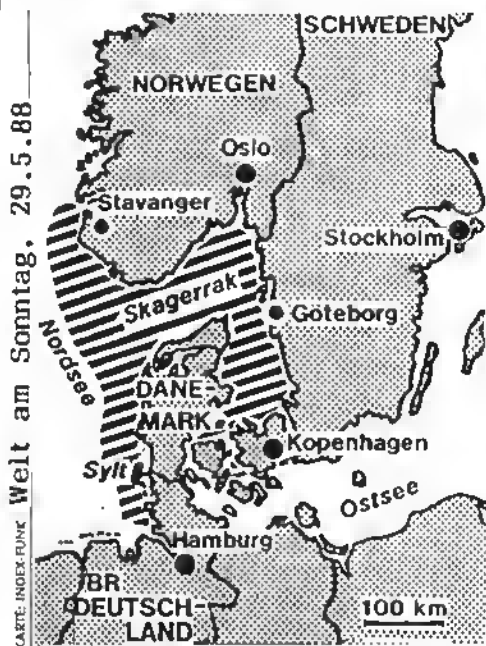 SCHWEDEN
NORWEGEN
Oslo
Stavanger
Stockholm
Skagerrak
Göteborg
Nordsee
DÄNE-
MARK
Kopenhagen
Sylt
Ostsee
Hamburg
BR
DEUTSCH-
LAND
100 km
KARTE: INDEX-FUNK
Welt am Sonntag, 29.5.88